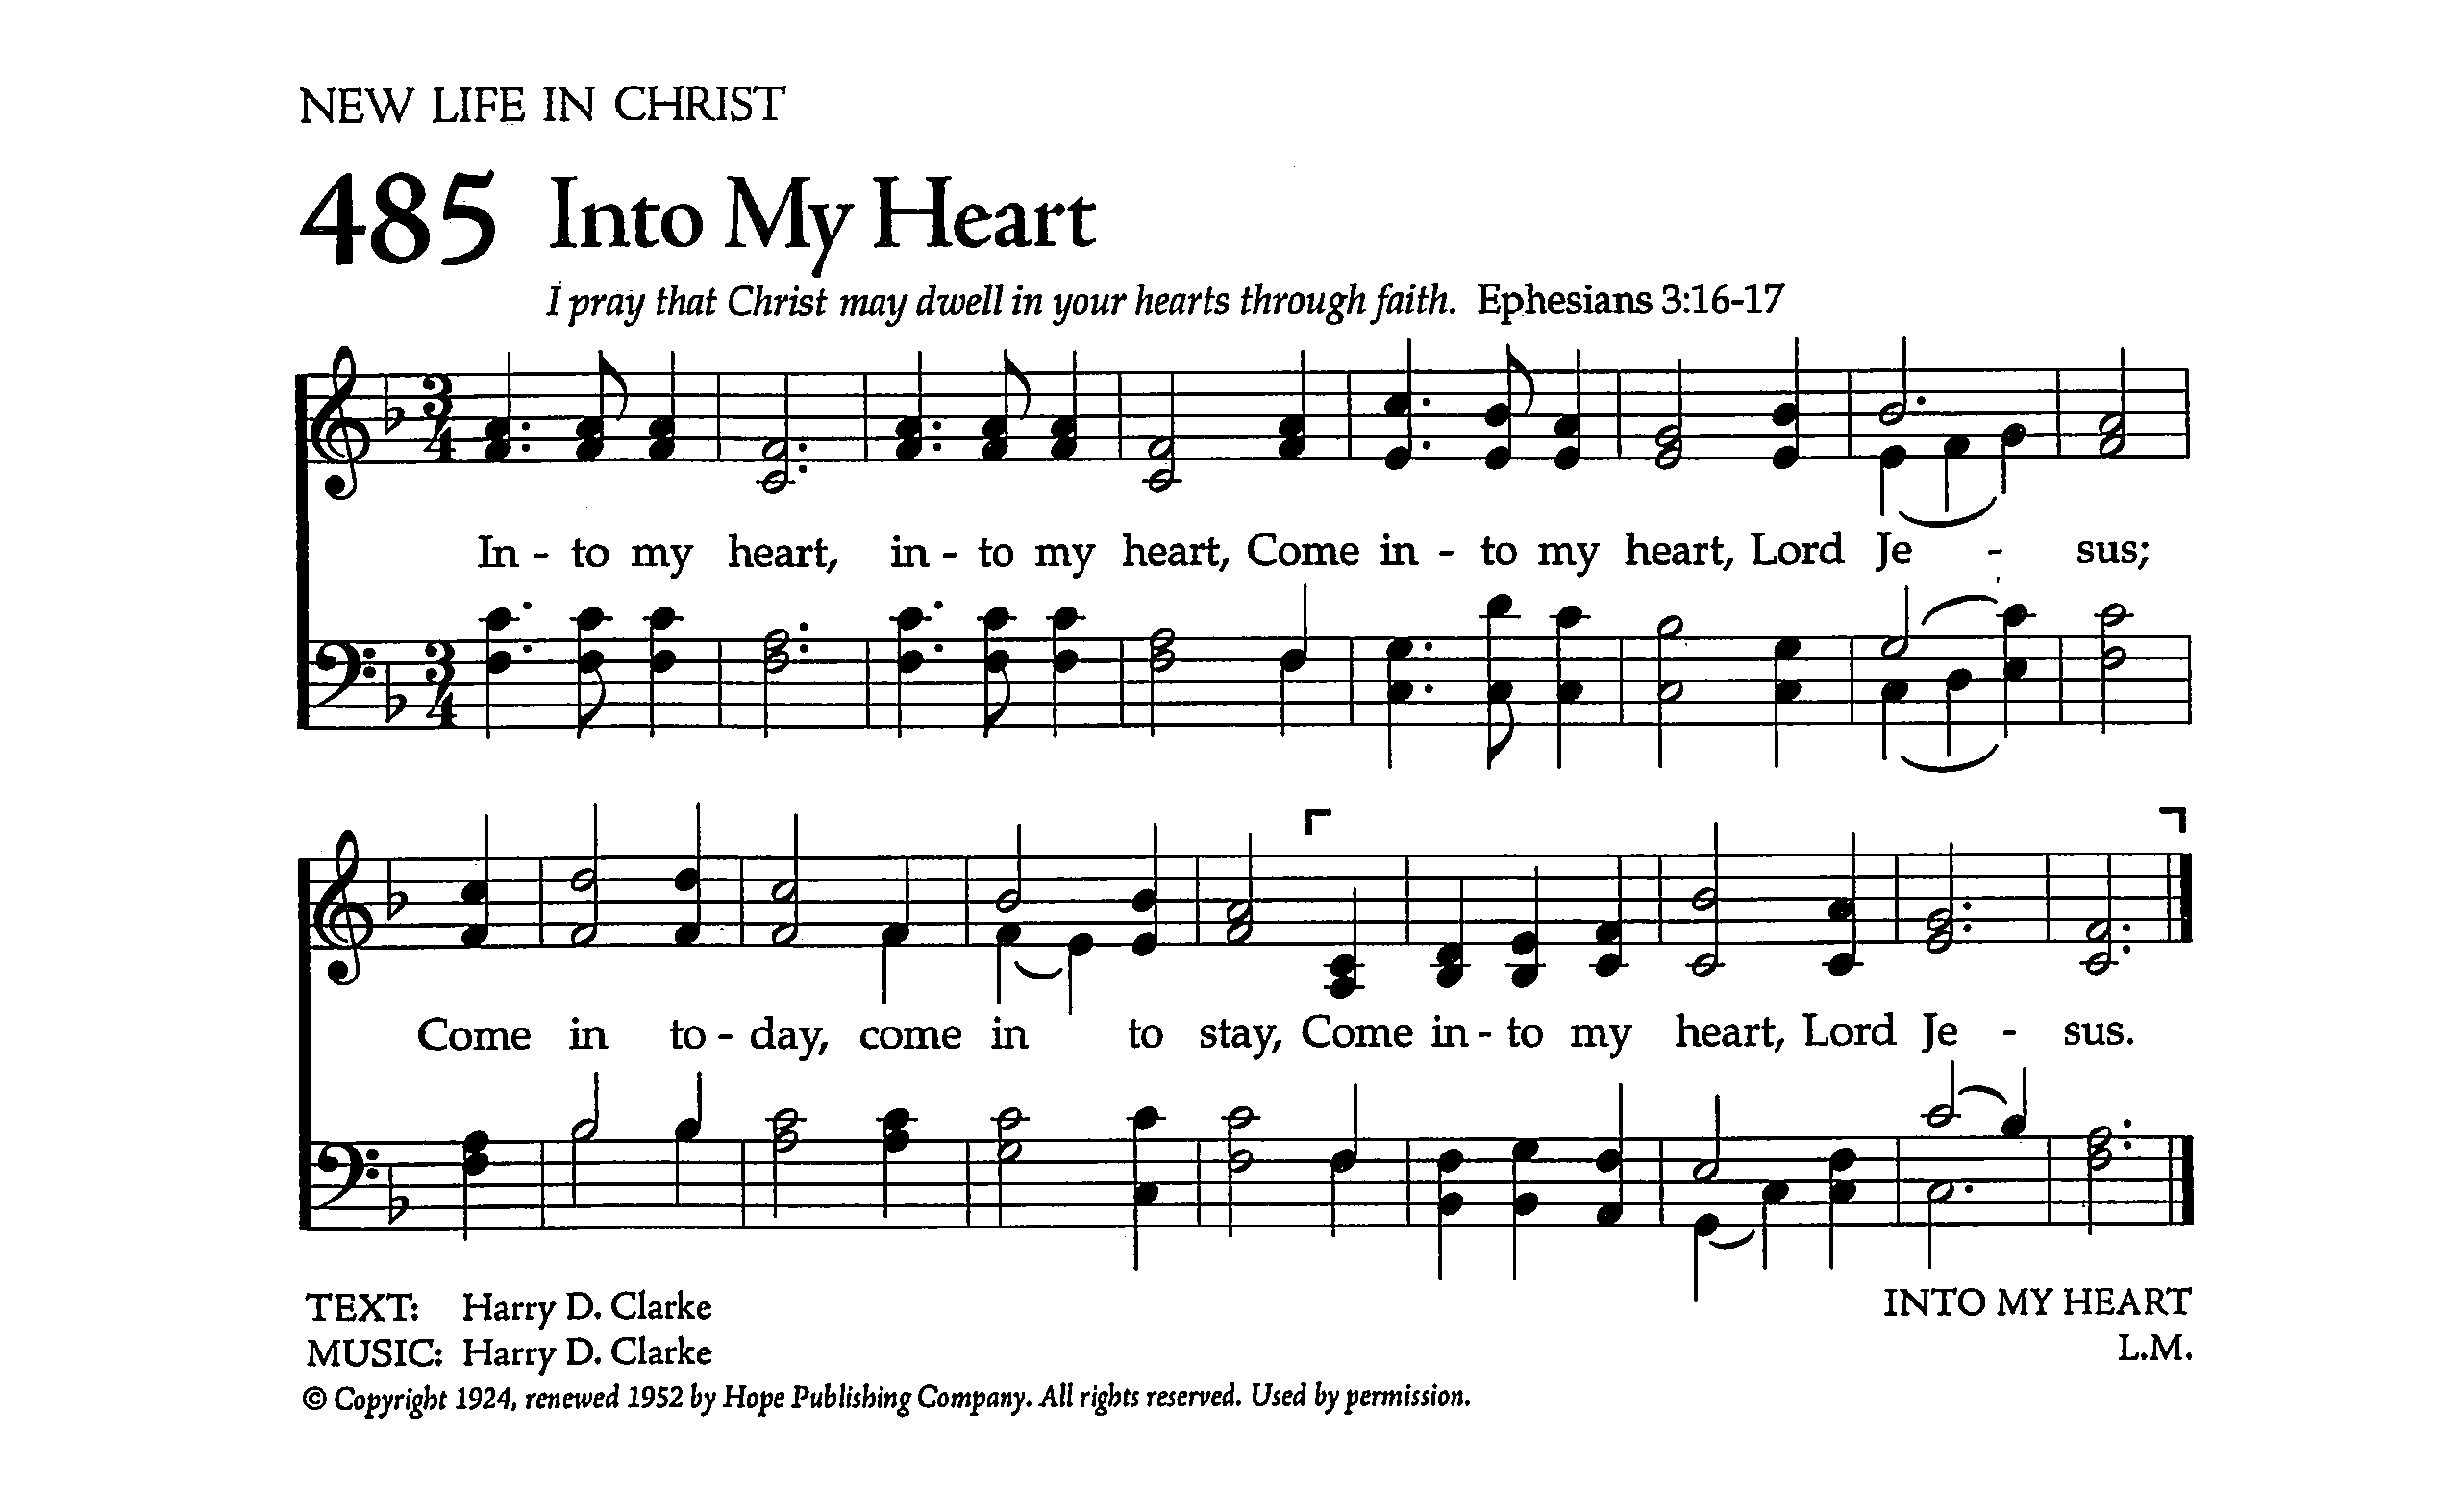 NEW LIFE IN CHRIST
485 Into My Heart
I pray that Christ may dwell in your hearts through faith. Ephesians 3:16-17
3 4
In - to my heart, in - to my heart, Come in - to my heart, Lord Je - sus;
3 4
Come in to - day, come in to stay, Come in - to my heart, Lord Je - sus.
TEXT: Harry D. Clarke
INTO MY HEART
MUSIC: Harry D. Clarke
L.M.
© Copyright 1924, renewed 1952 by Hope Publishing Company. All rights reserved. Used by permission.